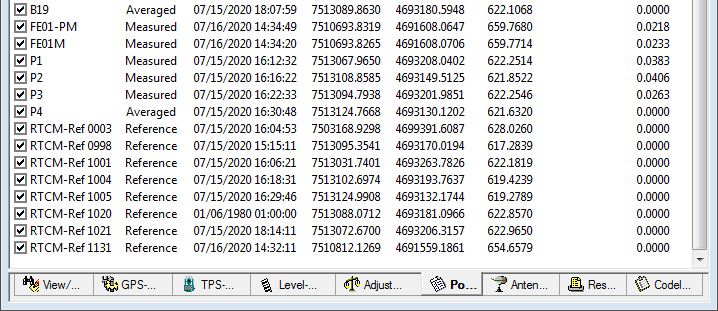 B19 Averaged 07/15/2020 18:07:59 7513089.8630 4693180.5948 622.1068 0.0000
FE01-PM Measured 07/16/2020 14:34:49 7510693.8319 4691608.0647 659.7680 0.0218
FE01M Measured 07/16/2020 14:34:20 7510693.8265 4691608.0706 659.7714 0.0233
P1 Measured 07/15/2020 16:12:32 7513067.9650 4693208.0402 622.2514 0.0383
P2 Measured 07/15/2020 16:16:22 7513108.8585 4693149.5125 621.8522 0.0406
P3 Measured 07/15/2020 16:22:33 7513094.7938 4693201.9851 622.2546 0.0263
P4 Averaged 07/15/2020 16:30:48 7513124.7668 4693130.1202 621.6320 0.0000
RTCM-Ref 0003 Reference 07/15/2020 16:04:53 7503168.9298 4699391.6087 628.0260 0.0000
RTCM-Ref 0998 Reference 07/15/2020 15:15:11 7513095.3541 4693170.0194 617.2839 0.0000
RTCM-Ref 1001 Reference 07/15/2020 16:06:21 7513031.7401 4693263.7826 622.1819 0.0000
RTCM-Ref 1004 Reference 07/15/2020 16:18:31 7513102.6974 4693193.7637 619.4239 0.0000
RTCM-Ref 1005 Reference 07/15/2020 16:29:46 7513124.9908 4693132.1744 619.2789 0.0000
RTCM-Ref 1020 Reference 01/06/1980 01:00:00 7513088.0712 4693181.0966 622.8570 0.0000
RTCM-Ref 1021 Reference 07/15/2020 18:14:11 7513072.6700 4693206.3157 622.9650 0.0000
RTCM-Ref 1131 Reference 07/16/2020 14:32:11 7510812.1269 4691559.1861 654.6579 0.0000
View/... GPS-... TPS-... Level-... Adjust... Po... Anten... Res... Codel...